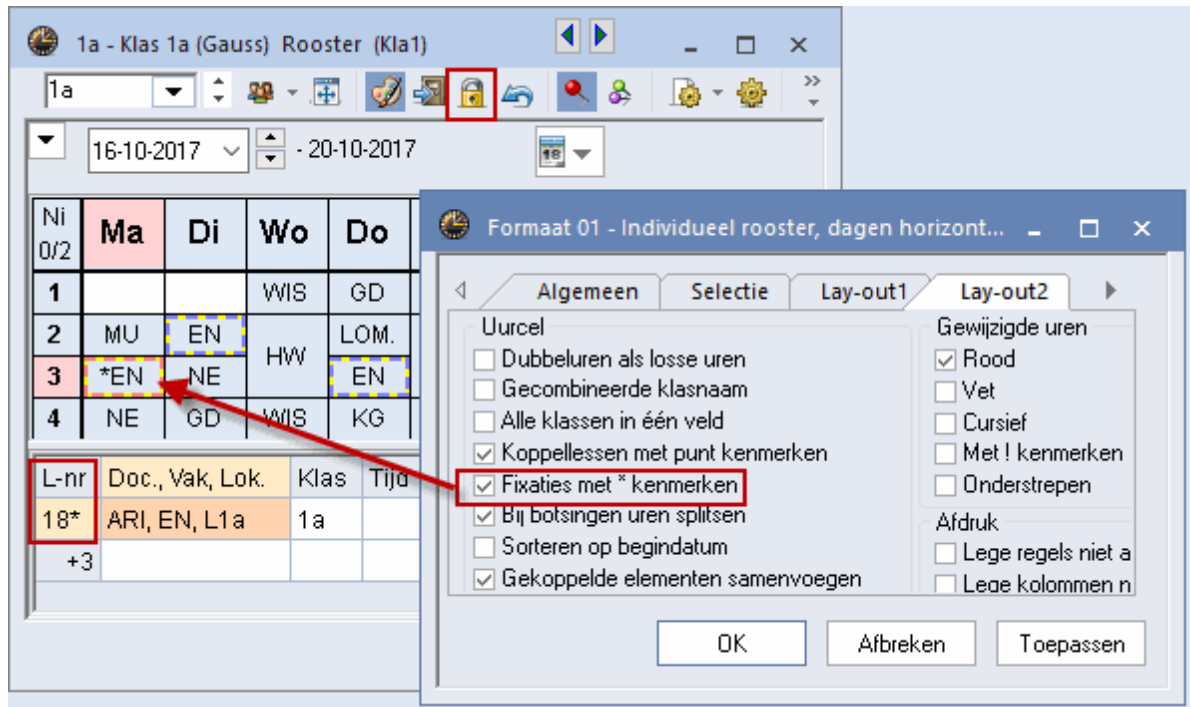 1a - Klas 1a (Gauss) Rooster (Kla1)
1a
16-10-2017 - 20-10-2017
18
Ni 0/2 Ma Di Wo Do
1 WIS GD
2 MU EN HW LOM.
3 *EN NE EN
4 NE GD WIS KG
L-nr Doc., Vak, Lok. Klas Tijd
18* ARI, EN, L1a 1a
+3
Formaat 01 - Individueel rooster, dagen horizont...
Algemeen Selectie Lay-out1 Lay-out2
Uurcel
Dubbeluren als losse uren
Gecombineerde klasnaam
Alle klassen in één veld
Koppellessen met punt kenmerken
Fixaties met * kenmerken
Bij botsingen uren splitsen
Sorteren op begindatum
Gekoppelde elementen samenvoegen
Gewijzigde uren
Rood
Vet
Cursief
Met ! kenmerken
Onderstrepen
Afdruk
Lege regels niet a
Lege kolommen n
OK Afbreken Toepassen